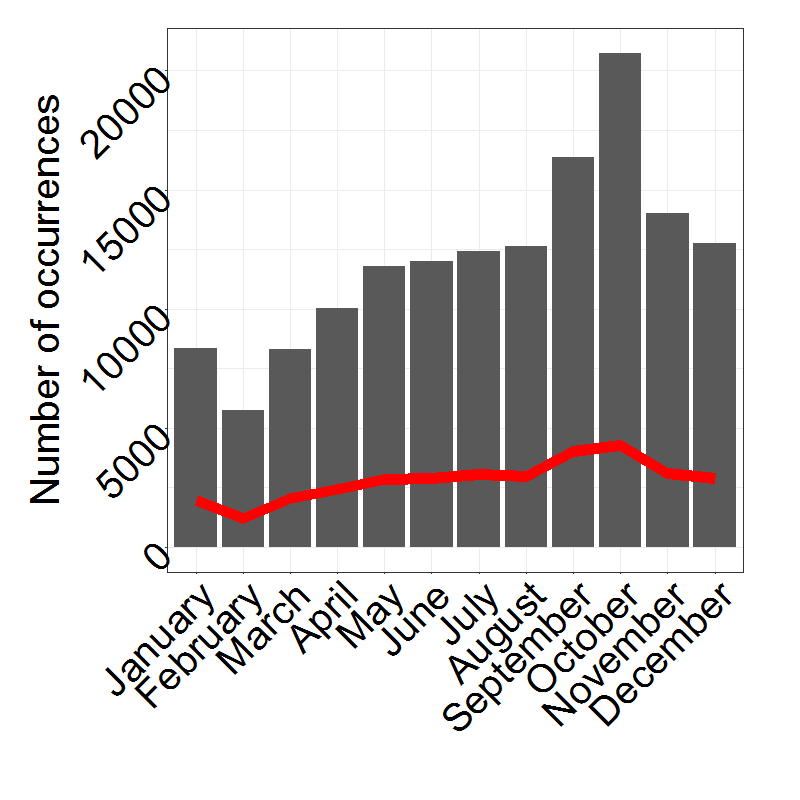 Number of occurrences
20000
15000
10000
5000
0
January
February
March
April
May
June
July
August
September
October
November
December